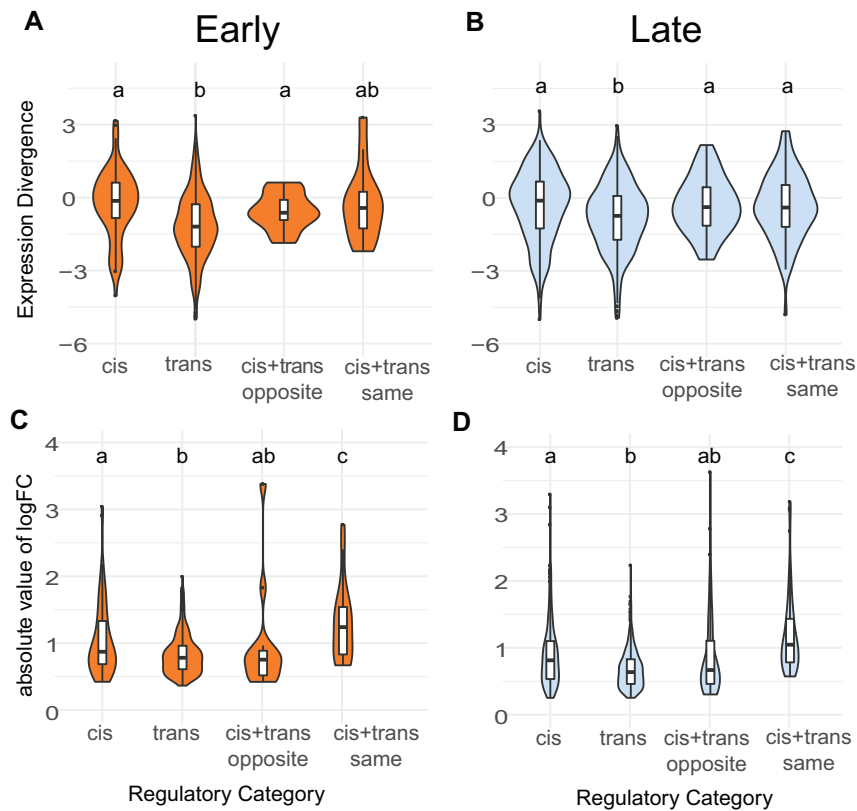 A
Early
B
Late
Expression Divergence
a
b
a
ab
3
0
−3
−6
cis
trans
cis+trans
opposite
cis+trans
same
a
b
a
a
3
0
−3
−6
cis
trans
cis+trans
opposite
cis+trans
same
C
absolute value of logFC
4
3
2
1
0
a
b
ab
c
cis
trans
cis+trans
opposite
cis+trans
same
Regulatory Category
D
4
3
2
1
0
a
b
ab
c
cis
trans
cis+trans
opposite
cis+trans
same
Regulatory Category